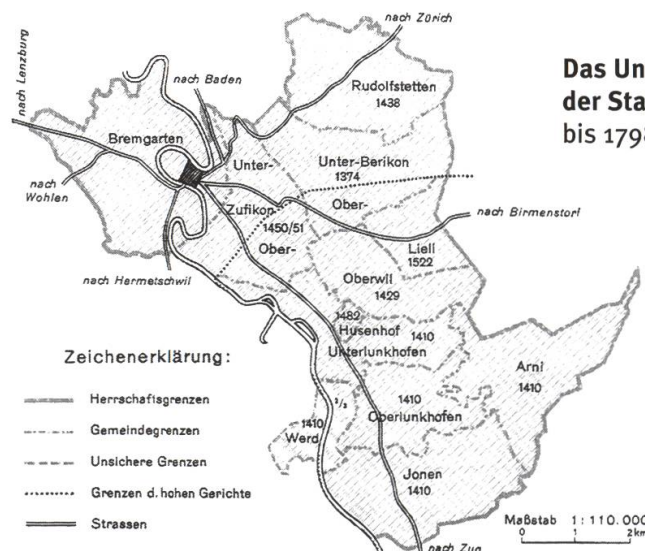 Das Un
der Sta
bis 179
nach Zürich
nach Lenzburg
nach Baden
Rudolfstetten
1438
Bremgarten
Unter-
Unter-Berikon
1374
nach
Wohlen
Ober-
Zufikon
1450/51
nach Birmenstorf
Ober-
Lieli
1522
nach Hermetschwil
Oberwil
1429
1482
Husenhof
1410
Unterlunkhofen
Arni
1410
1410
Oberlunkhofen
2/3
1410
Werd
Jonen
1410
nach Zug
Zeichenerklärung:
Herrschaftsgrenzen
Gemeindegrenzen
Unsichere Grenzen
Grenzen d. hohen Gerichte
Strassen
Maßstab 1:110.000
0 1 2km